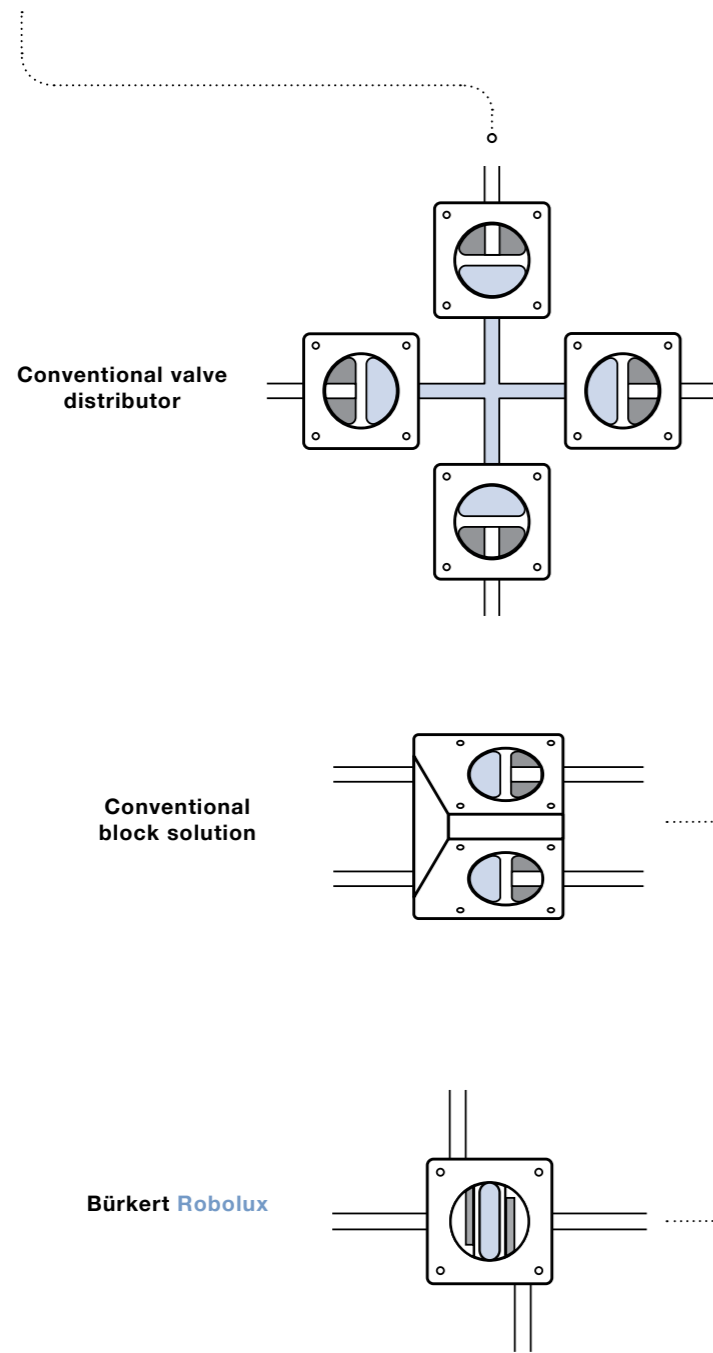 Conventional valve
distributor
Conventional
block solution
Bürkert Robolux